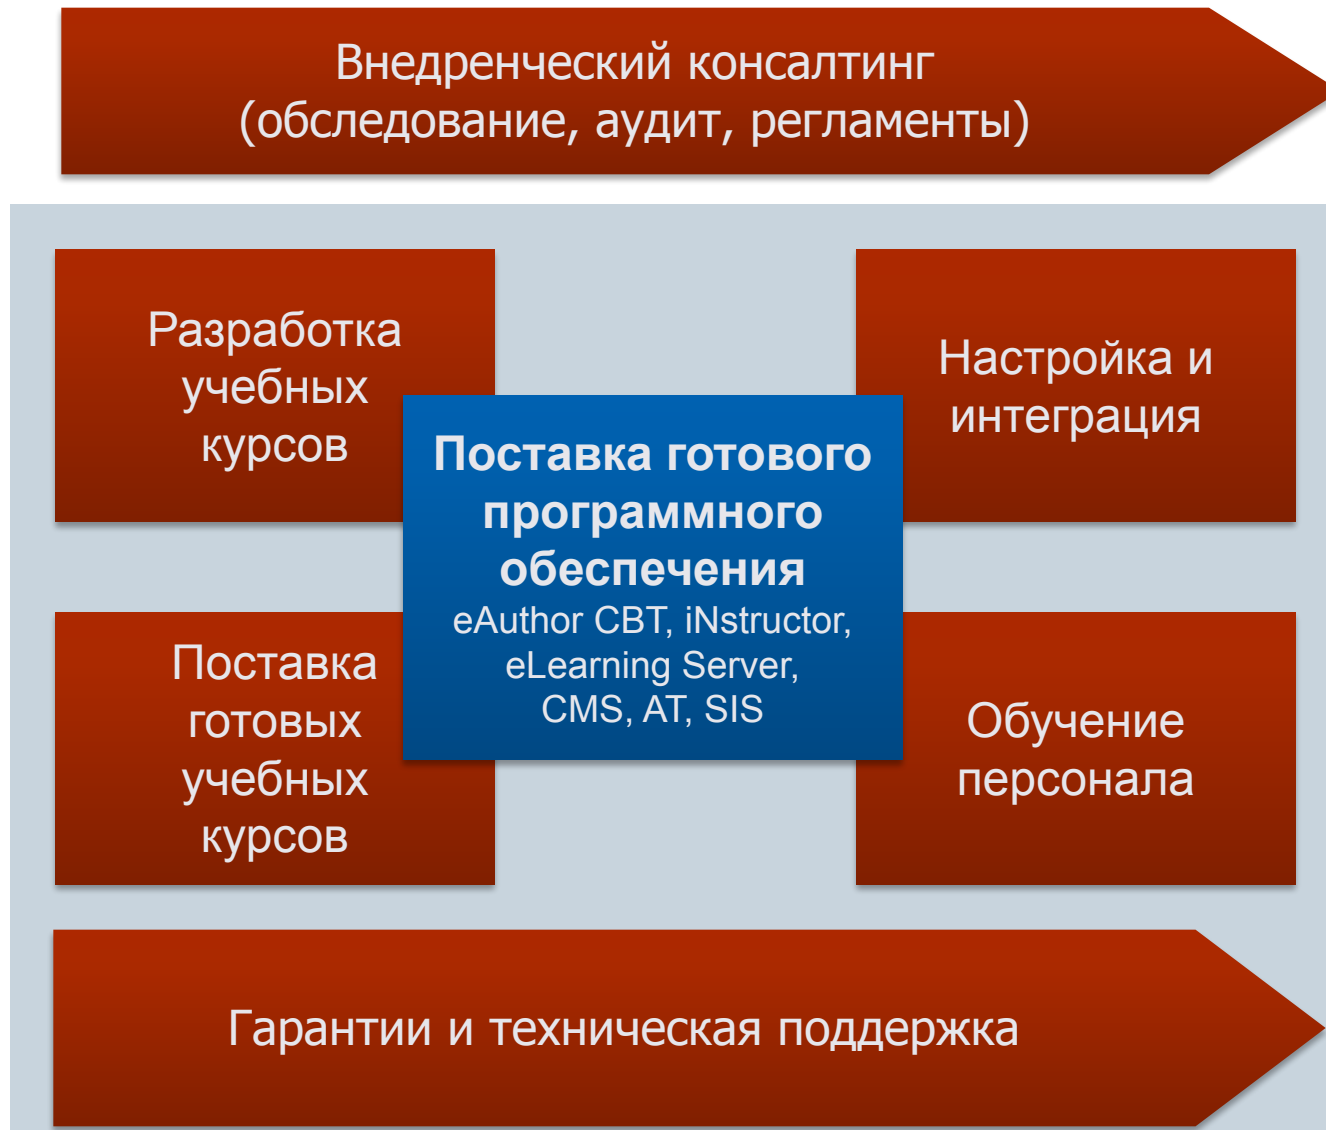 Внедренческий консалтинг
(обследование, аудит, регламенты)
Разработка
учебных
курсов
Настройка и
интеграция
Поставка готового
программного
обеспечения
eAuthor CBT, iNstructor,
eLearning Server,
CMS, AT, SIS
Поставка
готовых
учебных
курсов
Обучение
персонала
Гарантии и техническая поддержка